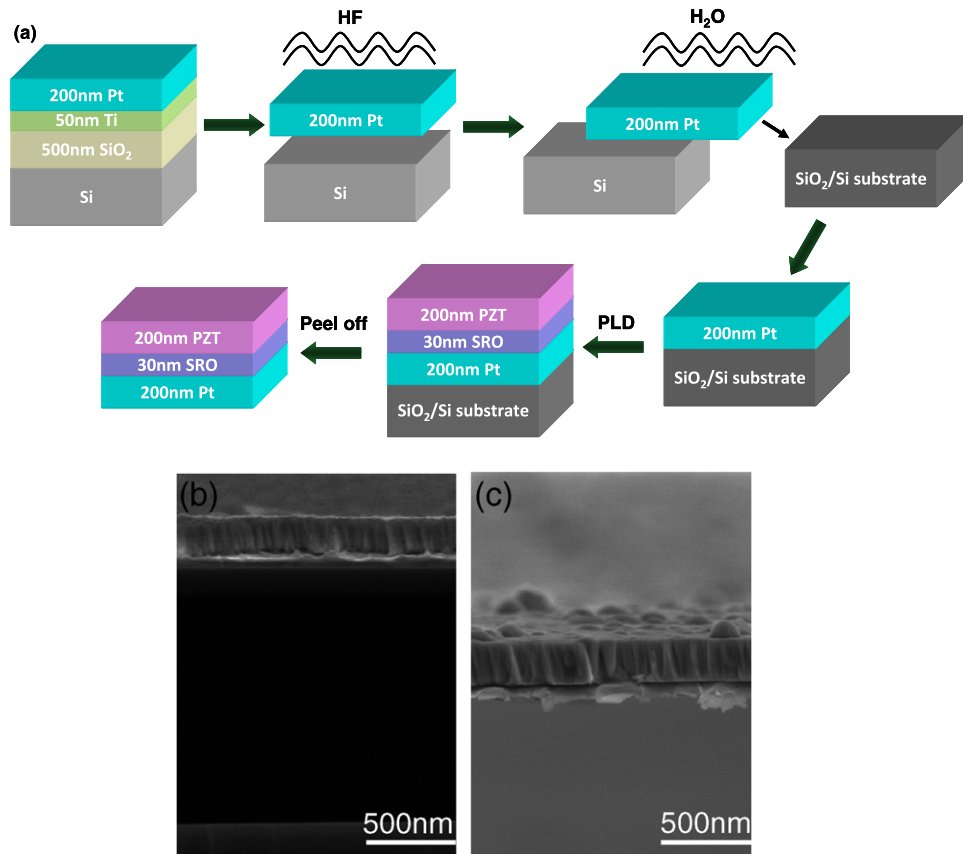 (a)
HF
H₂O
200nm Pt
50nm Ti
500nm SiO₂
Si
200nm Pt
Si
200nm Pt
Si
SiO₂/Si substrate
200nm PZT
30nm SRO
200nm Pt
Peel off
200nm PZT
30nm SRO
200nm Pt
SiO₂/Si substrate
PLD
200nm Pt
SiO₂/Si substrate
(b)
500nm
(c)
500nm